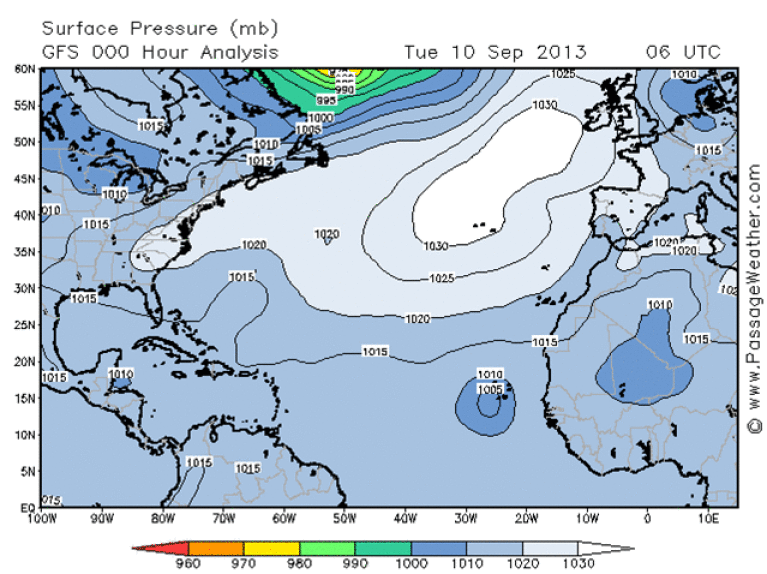 Surface Pressure (mb)
GFS 000 Hour Analysis Tue 10 Sep 2013 06 UTC
60N
55N
50N
45N
40N
35N
30N
25N
20N
15N
10N
5N
EQ
990
995
1000
1005
1010
1015
1025
1030
1010
1015
1015
1010
010
1015
1020
1020
1030
1025
1020
1020
1015
1015
1020
1010
1015
1015
1015
1015
1010
1010
1005
1015
1015
015
100W 90W 80W 70W 60W 50W 40W 30W 20W 10W 0 10E
960 970 980 990 1000 1010 1020 1030
© www.PassageWeather.com